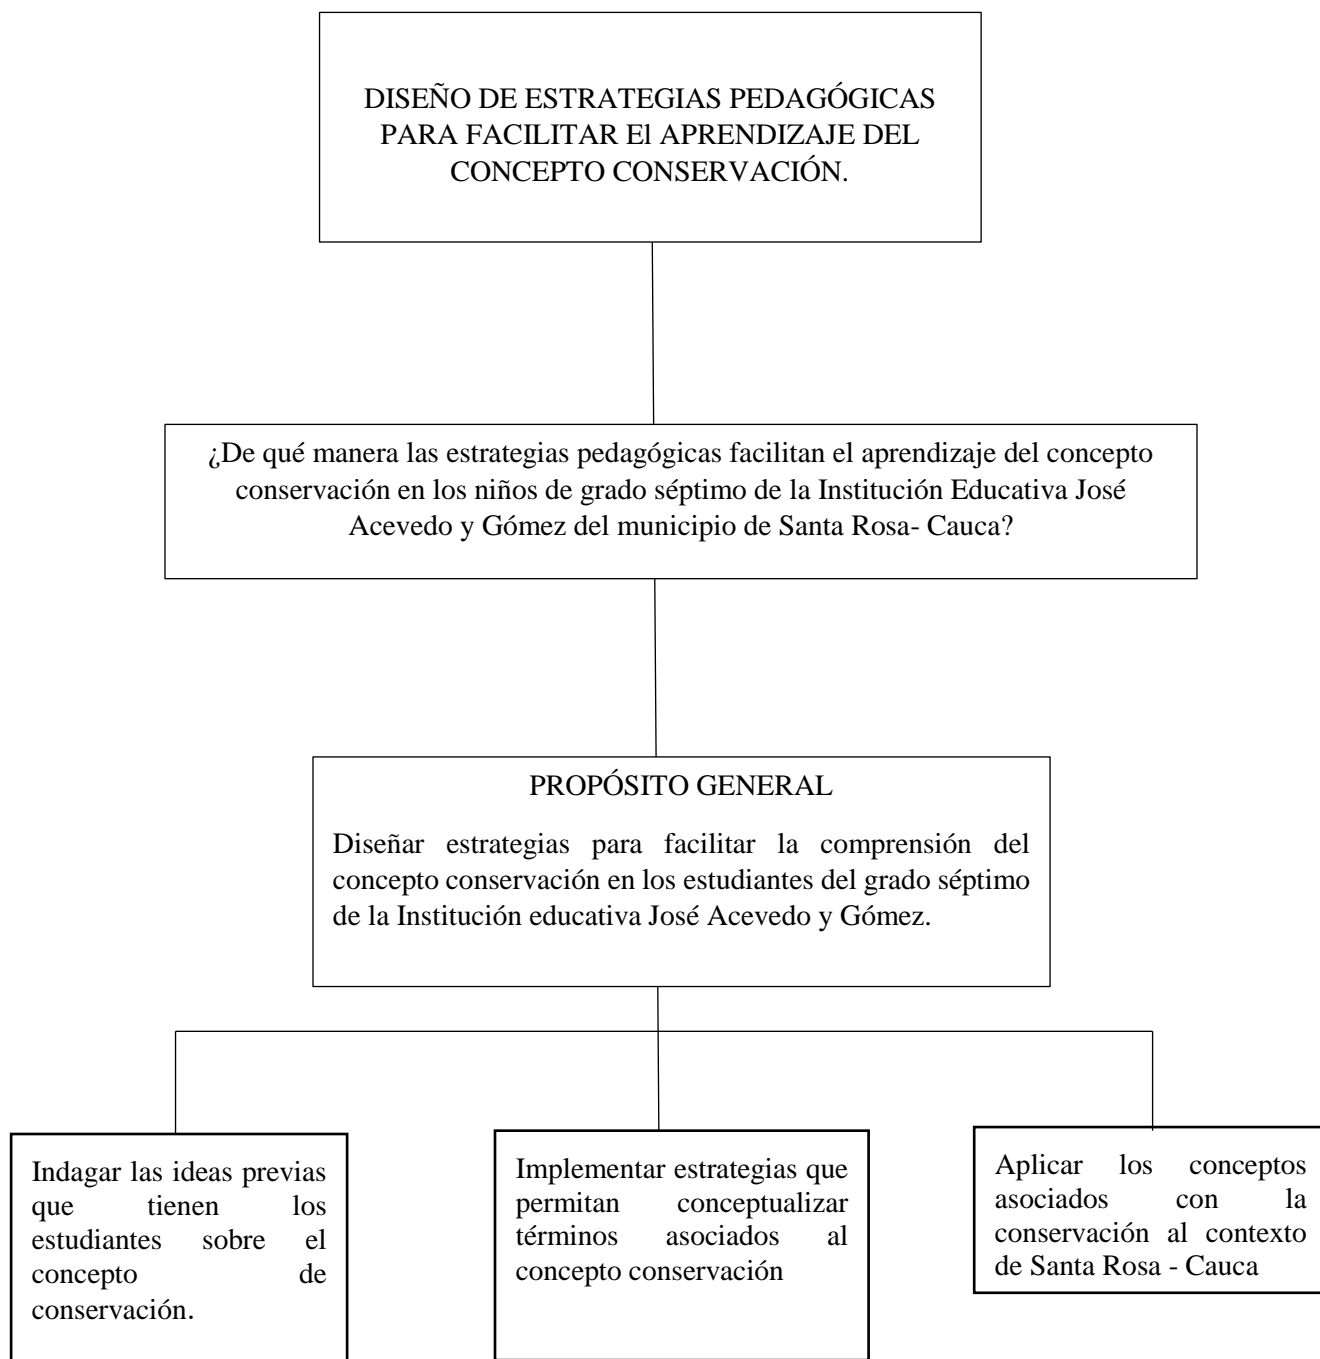 DISEÑO DE ESTRATEGIAS PEDAGÓGICAS
PARA FACILITAR El APRENDIZAJE DEL
CONCEPTO CONSERVACIÓN.
¿De qué manera las estrategias pedagógicas facilitan el aprendizaje del concepto
conservación en los niños de grado séptimo de la Institución Educativa José
Acevedo y Gómez del municipio de Santa Rosa- Cauca?
PROPÓSITO GENERAL
Diseñar estrategias para facilitar la comprensión del
concepto conservación en los estudiantes del grado séptimo
de la Institución educativa José Acevedo y Gómez.
Indagar las ideas previas
que tienen los
estudiantes sobre el
concepto de
conservación.
Implementar estrategias que
permitan conceptualizar
términos asociados al
concepto conservación
Aplicar los conceptos
asociados con la
conservación al contexto
de Santa Rosa - Cauca